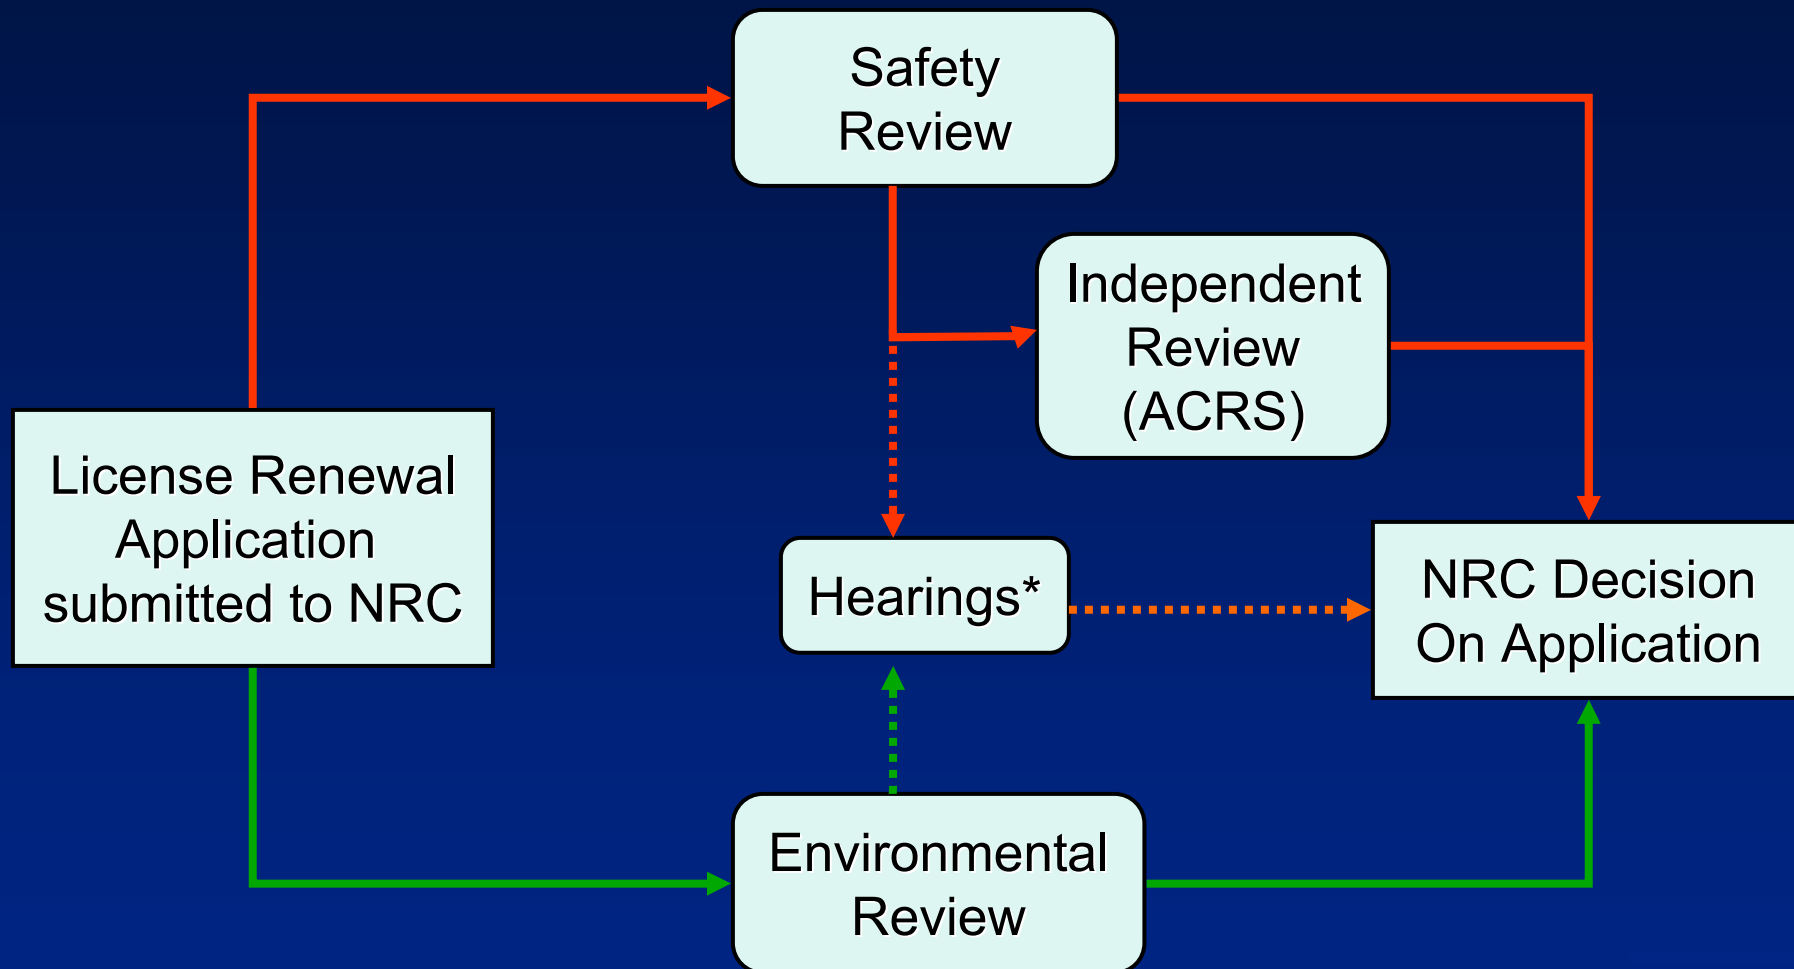 Safety
Review
Independent
Review
(ACRS)
License Renewal
Application
submitted to NRC
Hearings*
NRC Decision
On Application
Environmental
Review